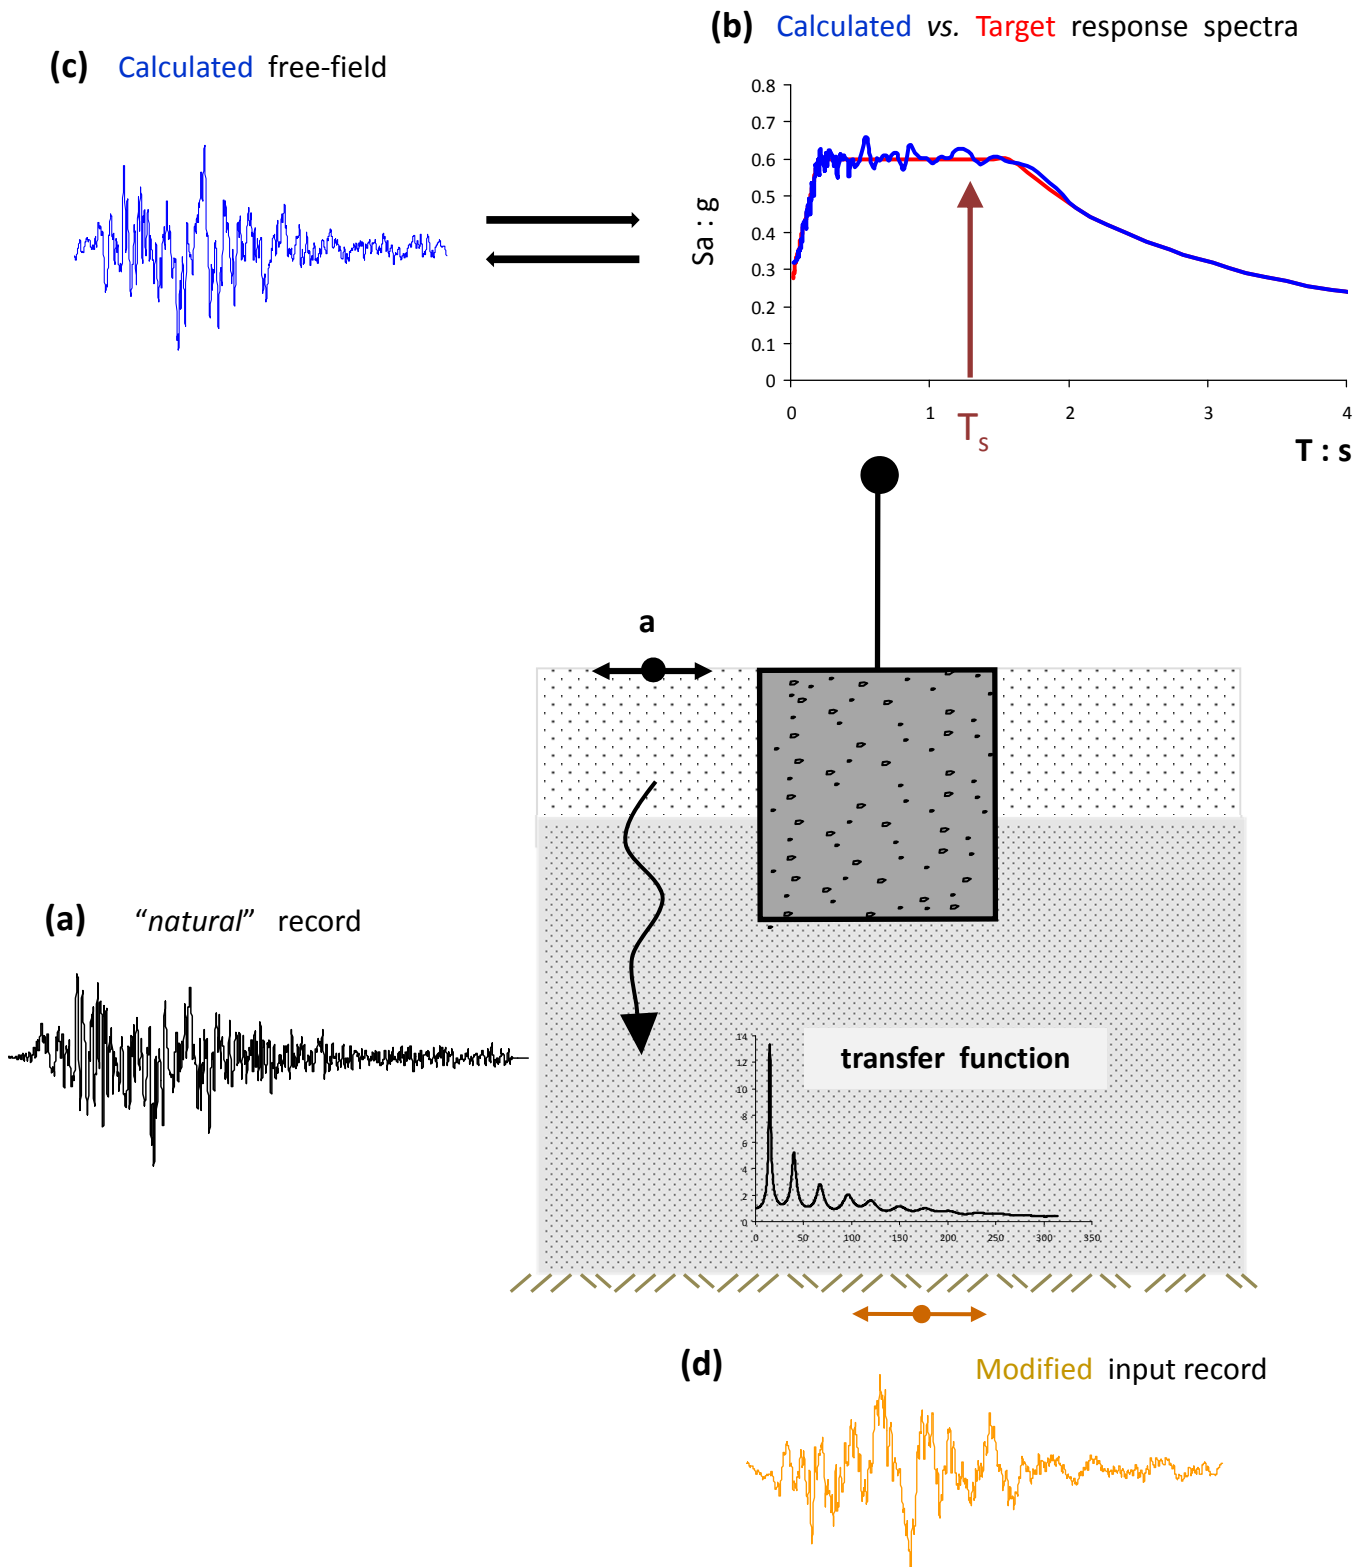 (b) Calculated vs. Target response spectra
(c) Calculated free-field
0.8
0.7
0.6
0.5
0.4
0.3
0.2
0.1
0
Sa : g
0 1 2 3 4
Ts
T : s
a
(a) “natural” record
transfer function
14
12
10
8
6
4
2
0
0 50 100 150 200 250 300 350
(d) Modified input record